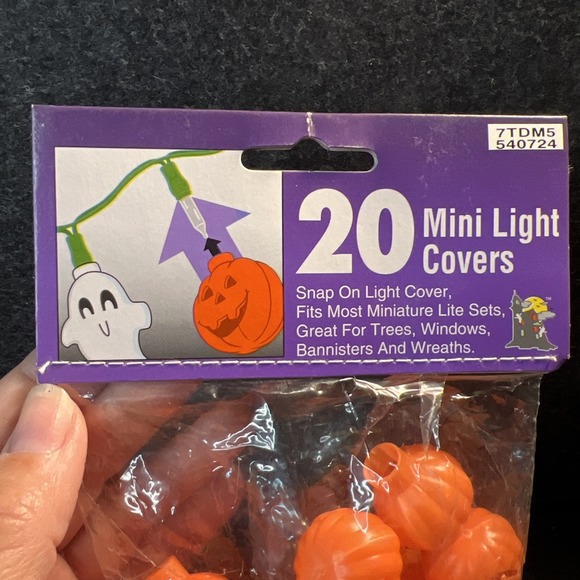 7TDM5
540724
20 Mini Light
Covers
Snap On Light Cover,
Fits Most Miniature Lite Sets,
Great For Trees, Windows,
Bannisters And Wreaths.
TM